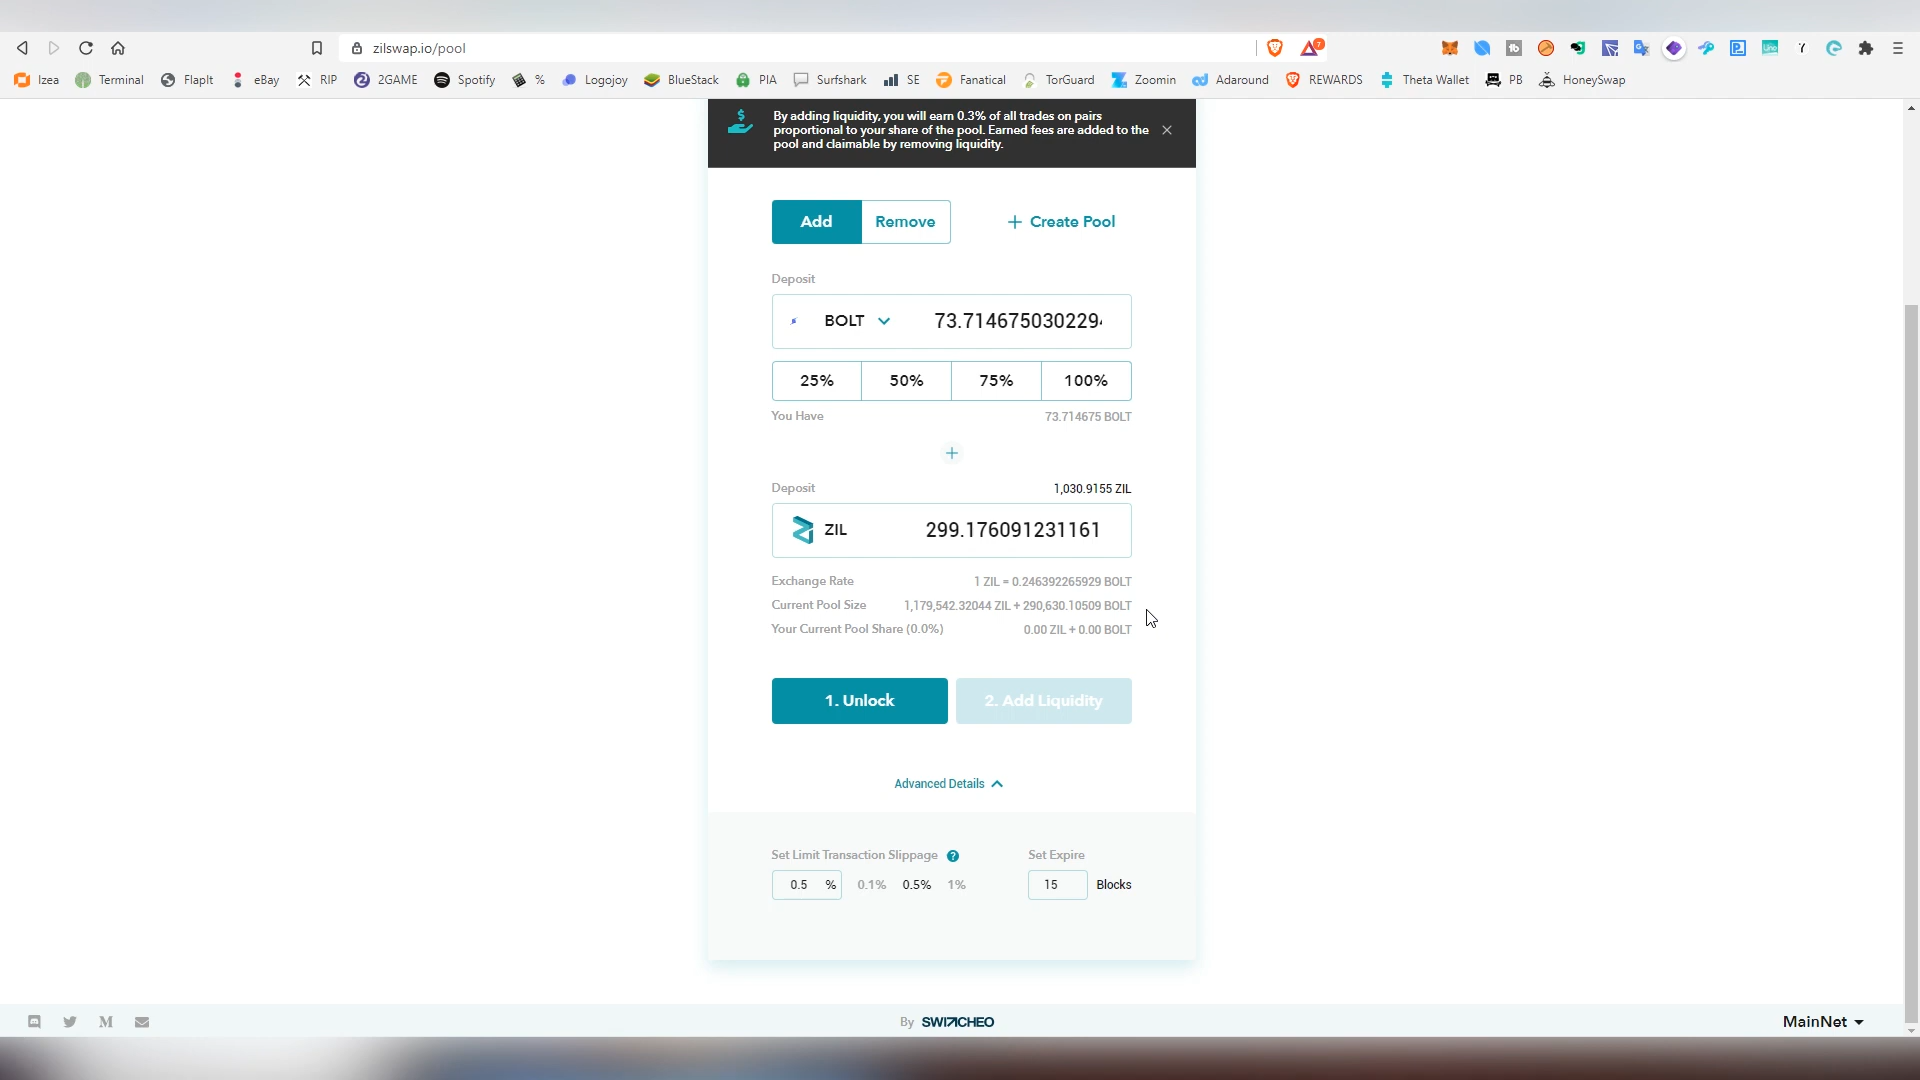 zilswap.io/pool
7
Izea Terminal FlapIt eBay RIP 2GAME Spotify % Logojoy BlueStack PIA Surfshark SE Fanatical TorGuard Zoomin Adaround REWARDS Theta Wallet PB HoneySwap
By adding liquidity, you will earn 0.3% of all trades on pairs
proportional to your share of the pool. Earned fees are added to the
pool and claimable by removing liquidity.
Add Remove + Create Pool
Deposit
BOLT 73.7146750302294
25% 50% 75% 100%
You Have 73.714675 BOLT
+
Deposit 1,030.9155 ZIL
ZIL 299.176091231161
Exchange Rate 1 ZIL = 0.246392265929 BOLT
Current Pool Size 1,179,542.32044 ZIL + 290,630.10509 BOLT
Your Current Pool Share (0.0%) 0.00 ZIL + 0.00 BOLT
1. Unlock 2. Add Liquidity
Advanced Details
Set Limit Transaction Slippage ? Set Expire
0.5 % 0.1% 0.5% 1% 15 Blocks
By SWITCHEO MainNet